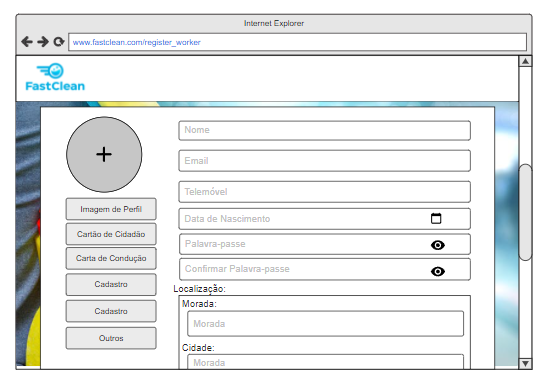 Internet Explorer
www.fastclean.com/register_worker
FastClean
Imagem de Perfil
Cartão de Cidadão
Carta de Condução
Cadastro
Cadastro
Outros
Nome
Email
Telemóvel
Data de Nascimento
Palavra-passe
Confirmar Palavra-passe
Localização:
Morada:
Morada
Cidade:
Morada